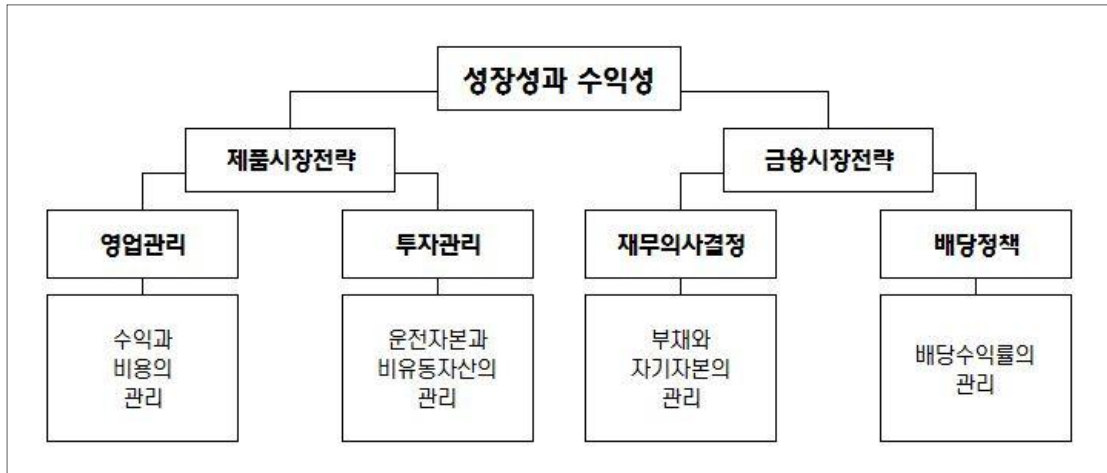 성장성과 수익성
제품시장전략
금융시장전략
영업관리
투자관리
재무의사결정
배당정책
수익과
비용의
관리
운전자본과
비유동자산의
관리
부채와
자기자본의
관리
배당수익률의
관리